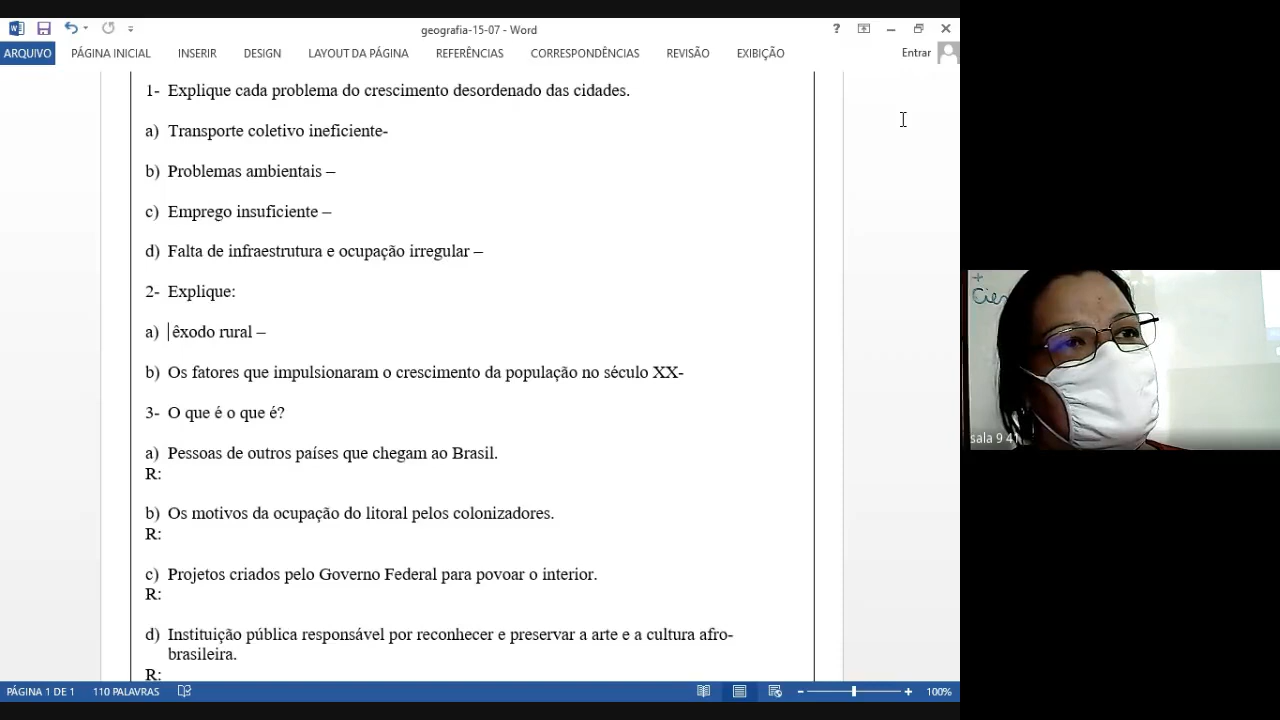 geografia-15-07 - Word
ARQUIVO PÁGINA INICIAL INSERIR DESIGN LAYOUT DA PÁGINA REFERÊNCIAS CORRESPONDÊNCIAS REVISÃO EXIBIÇÃO Entrar
1- Explique cada problema do crescimento desordenado das cidades.
a) Transporte coletivo ineficiente-
b) Problemas ambientais –
c) Emprego insuficiente –
d) Falta de infraestrutura e ocupação irregular –
2- Explique:
a) êxodo rural –
b) Os fatores que impulsionaram o crescimento da população no século XX-
3- O que é o que é?
a) Pessoas de outros países que chegam ao Brasil.
R:
b) Os motivos da ocupação do litoral pelos colonizadores.
R:
c) Projetos criados pelo Governo Federal para povoar o interior.
R:
d) Instituição pública responsável por reconhecer e preservar a arte e a cultura afro-
brasileira.
R:
PÁGINA 1 DE 1 110 PALAVRAS 100%
sala 9 41